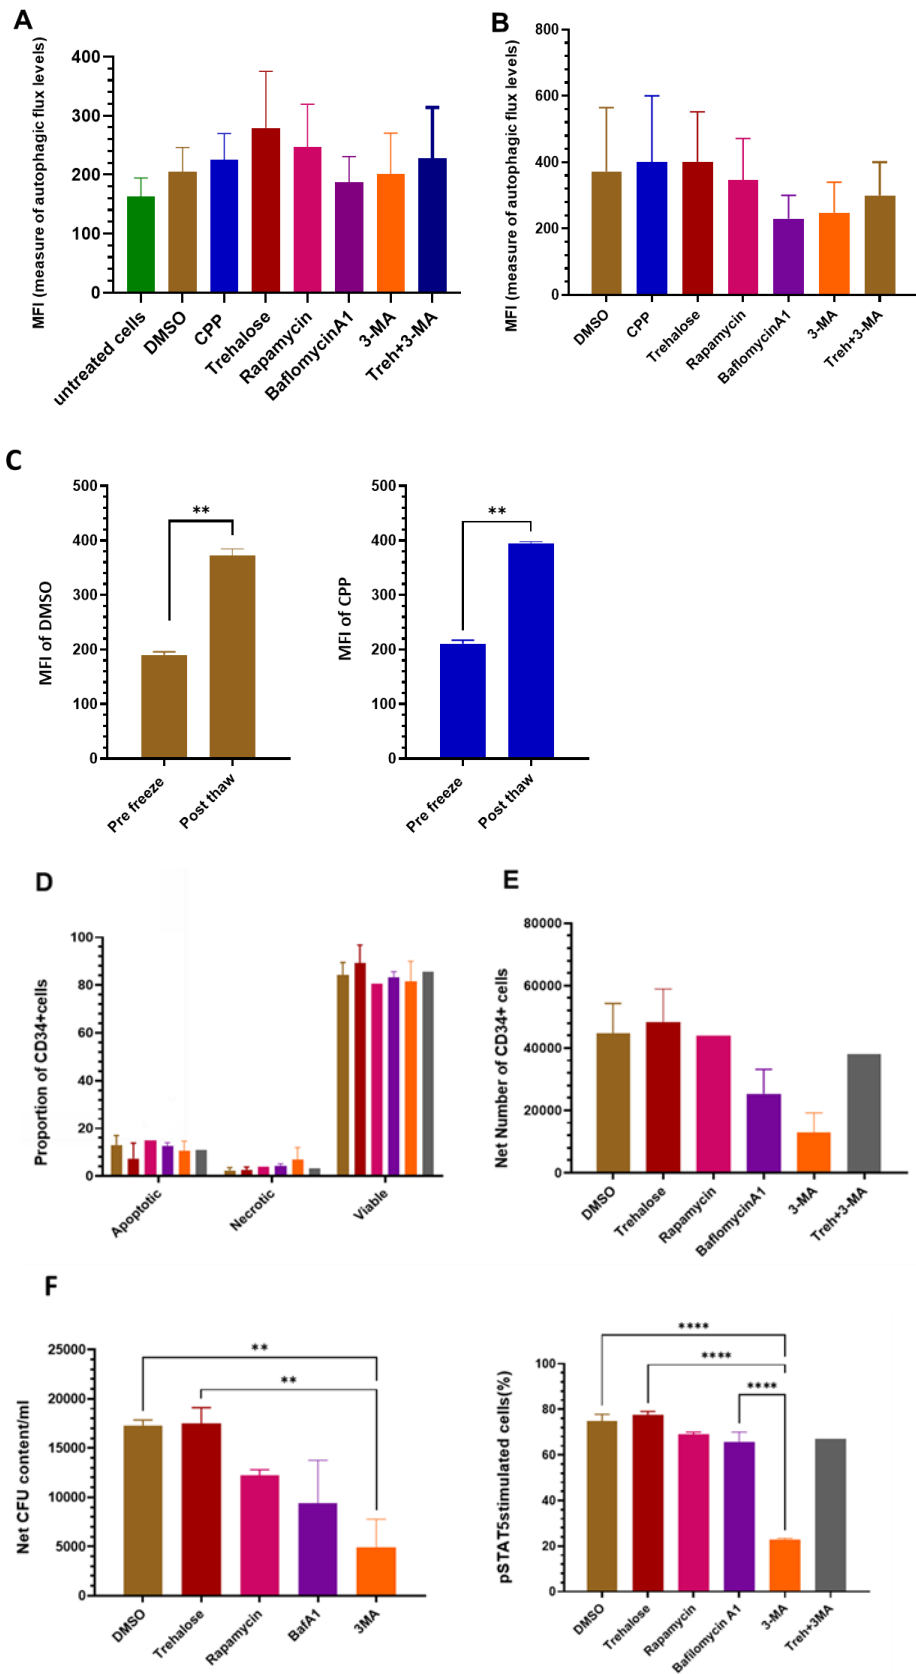 A
MFI (measure of autophagic flux levels)
400
300
200
100
0
untreated cells
DMSO
CPP
Trehalose
Rapamycin
BaflomycinA1
3-MA
Treh+3-MA
B
MFI (measure of autophagic flux levels)
800
600
400
200
0
DMSO
CPP
Trehalose
Rapamycin
BaflomycinA1
3-MA
Treh+3-MA
C
MFI of DMSO
500
400
300
200
100
0
**
Pre freeze
Post thaw
MFI of CPP
500
400
300
200
100
0
**
Pre freeze
Post thaw
D
Proportion of CD34+cells
100
80
60
40
20
0
Apoptotic
Necrotic
Viable
E
Net Number of CD34+ cells
80000
60000
40000
20000
0
DMSO
Trehalose
Rapamycin
BaflomycinA1
3-MA
Treh+3-MA
F
Net CFU content/ml
25000
20000
15000
10000
5000
0
**
**
DMSO
Trehalose
Rapamycin
BafA1
3MA
pSTAT5stimulated cells(%)
100
80
60
40
20
0
****
****
****
DMSO
Trehalose
Rapamycin
Bafilomycin A1
3-MA
Treh+3MA